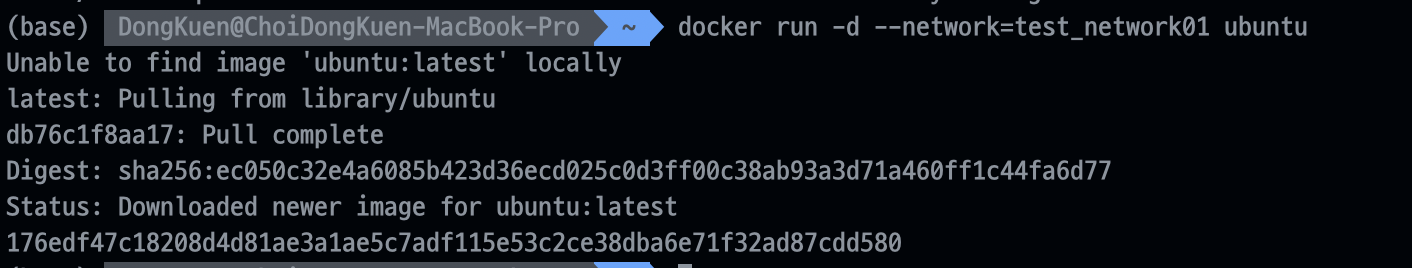 (base) DongKuen@ChoiDongKuen-MacBook-Pro ~ docker run -d --network=test_network01 ubuntu
Unable to find image 'ubuntu:latest' locally
latest: Pulling from library/ubuntu
db76c1f8aa17: Pull complete
Digest: sha256:ec050c32e4a6085b423d36ecd025c0d3ff00c38ab93a3d71a460ff1c44fa6d77
Status: Downloaded newer image for ubuntu:latest
176edf47c18208d4d81ae3a1ae5c7adf115e53c2ce38dba6e71f32ad87cdd580